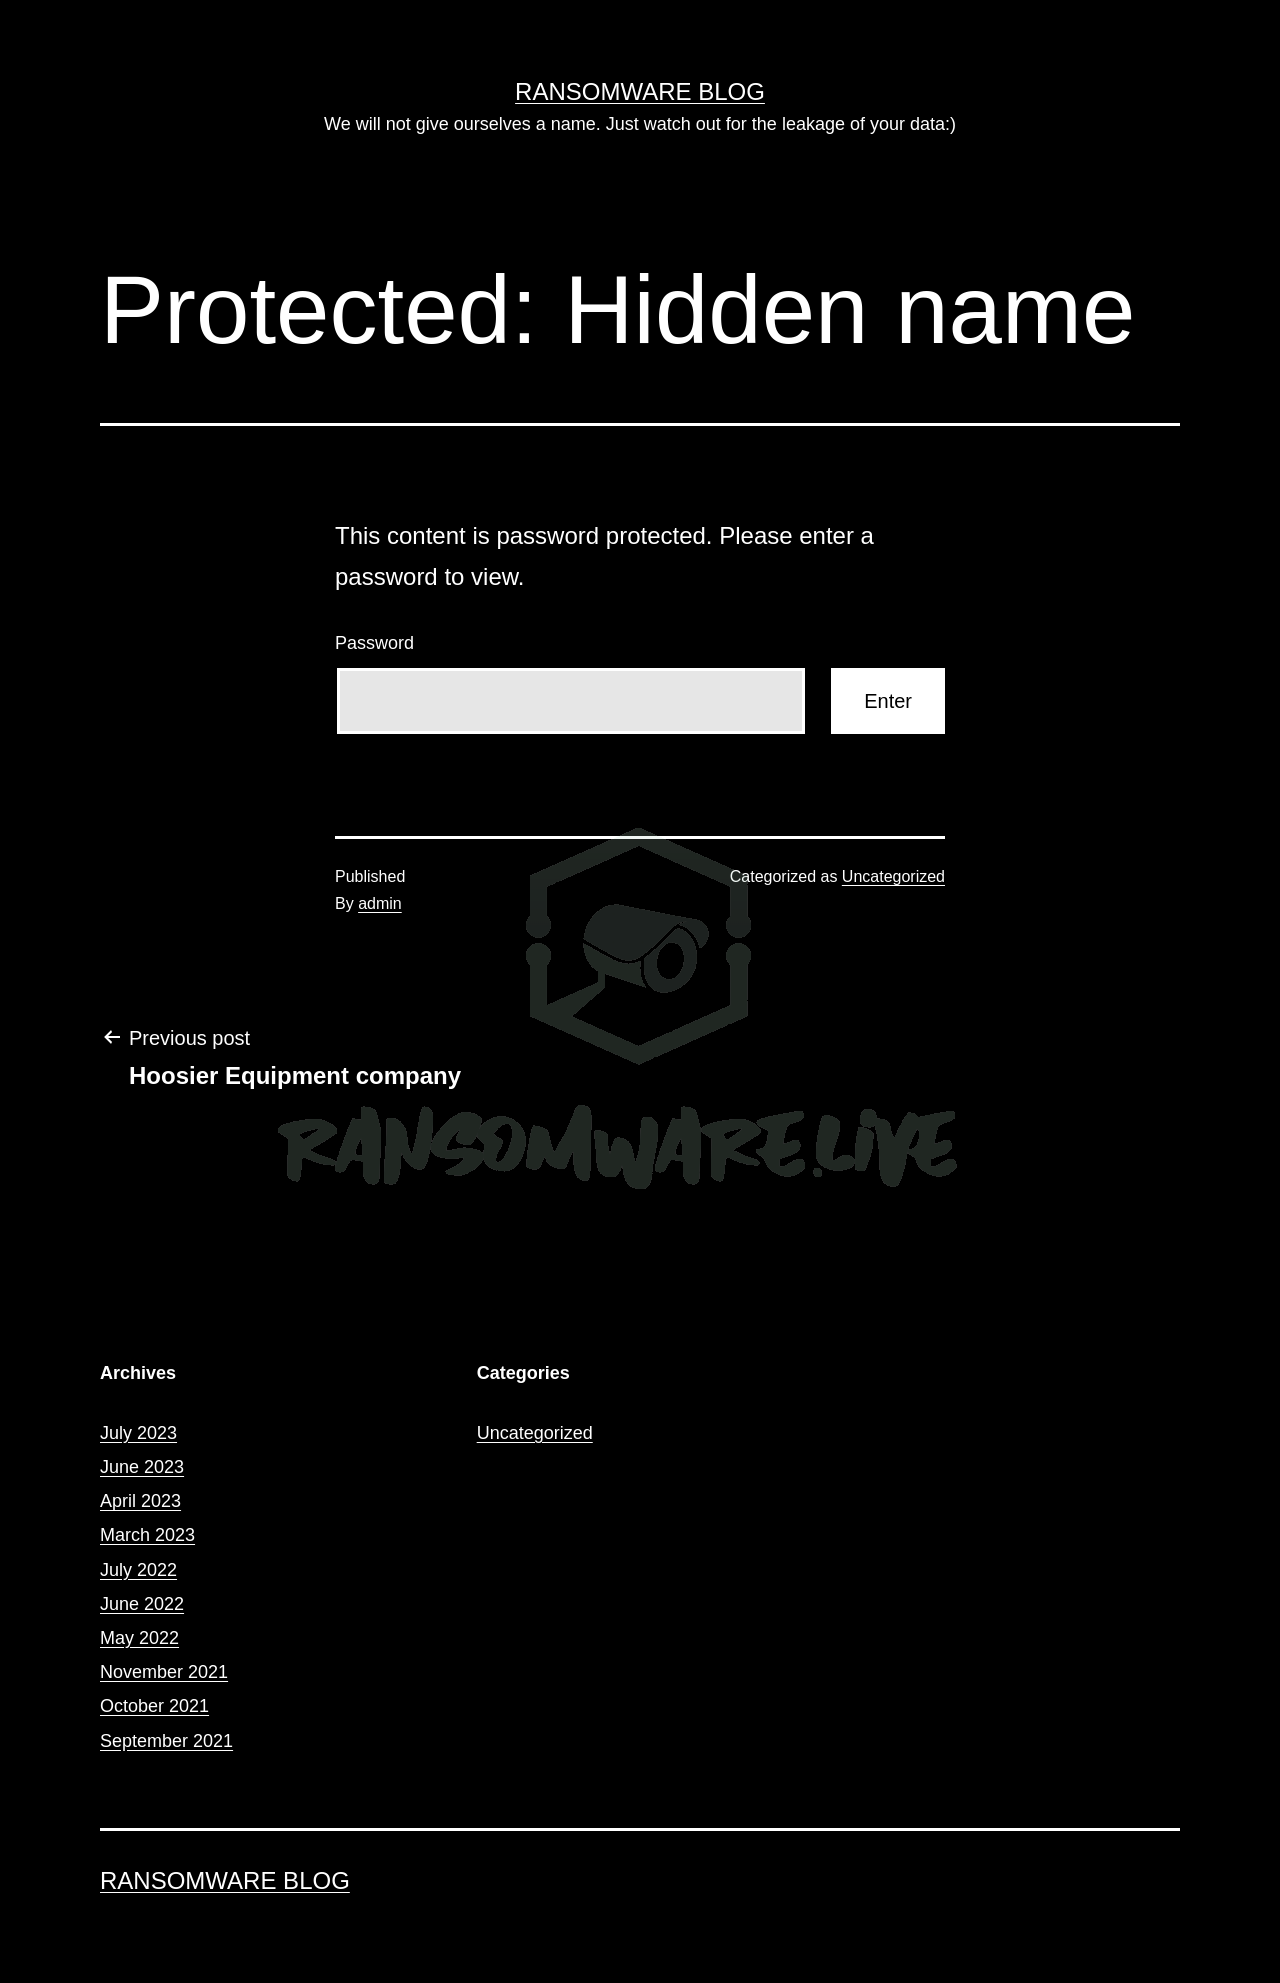 RANSOMWARE BLOG
We will not give ourselves a name. Just watch out for the leakage of your data:)
Protected: Hidden name
This content is password protected. Please enter a
password to view.
Password
Enter
Published
By admin
Categorized as Uncategorized
← Previous post
Hoosier Equipment company
RANSOMWARE.LIVE
Archives
July 2023
June 2023
April 2023
March 2023
July 2022
June 2022
May 2022
November 2021
October 2021
September 2021
Categories
Uncategorized
RANSOMWARE BLOG